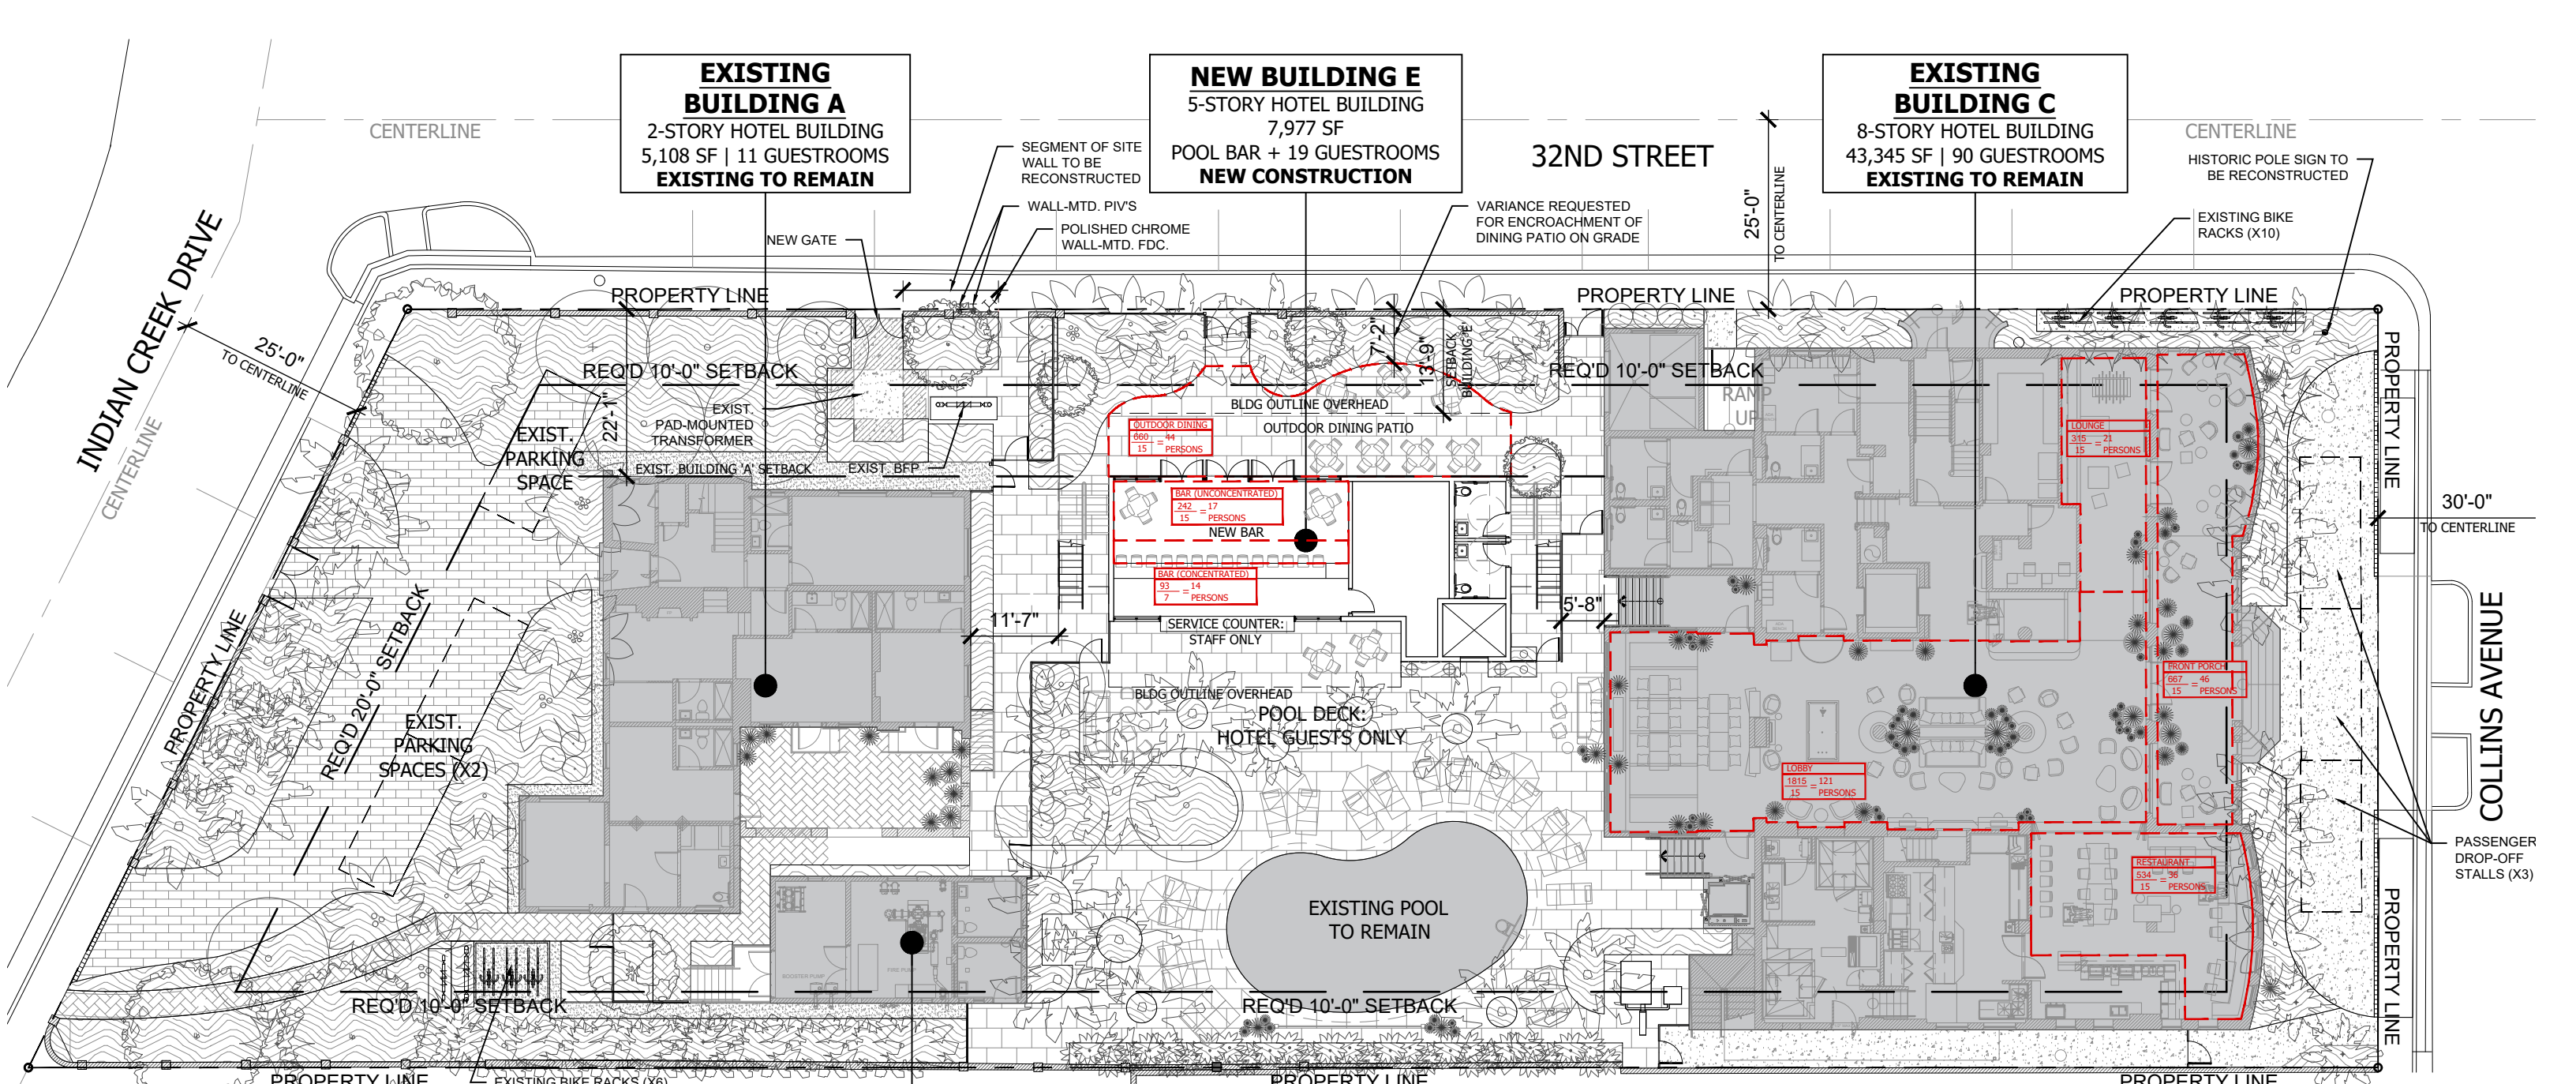 EXISTING
BUILDING A
2-STORY HOTEL BUILDING
5,108 SF | 11 GUESTROOMS
EXISTING TO REMAIN
NEW BUILDING E
5-STORY HOTEL BUILDING
7,977 SF
POOL BAR + 19 GUESTROOMS
NEW CONSTRUCTION
EXISTING
BUILDING C
8-STORY HOTEL BUILDING
43,345 SF | 90 GUESTROOMS
EXISTING TO REMAIN
CENTERLINE
CENTERLINE
32ND STREET
SEGMENT OF SITE
WALL TO BE
RECONSTRUCTED
WALL-MTD. PIV'S
POLISHED CHROME
WALL-MTD. FDC.
NEW GATE
VARIANCE REQUESTED
FOR ENCROACHMENT OF
DINING PATIO ON GRADE
25'-0"
TO CENTERLINE
HISTORIC POLE SIGN TO
BE RECONSTRUCTED
EXISTING BIKE
RACKS (X10)
INDIAN CREEK DRIVE
CENTERLINE
25'-0"
TO CENTERLINE
PROPERTY LINE
PROPERTY LINE
PROPERTY LINE
PROPERTY LINE
REQ'D 10'-0" SETBACK
REQ'D 10'-0" SETBACK
22'-1"
7'-2"
13'-9"
SETBACK
BUILDING 'E'
EXIST.
PAD-MOUNTED
TRANSFORMER
EXIST.
PARKING
SPACE
EXIST. BUILDING 'A' SETBACK
EXIST. BFP
BLDG OUTLINE OVERHEAD
OUTDOOR DINING PATIO
OUTDOOR DINING
660
15
= 44
PERSONS
BAR (UNCONCENTRATED)
242
15
= 17
PERSONS
NEW BAR
BAR (CONCENTRATED)
93
7
= 14
PERSONS
SERVICE COUNTER:
STAFF ONLY
11'-7"
5'-8"
RAMP
UP
LOUNGE
315
15
= 21
PERSONS
30'-0"
TO CENTERLINE
COLLINS AVENUE
PROPERTY LINE
REQ'D 20'-0" SETBACK
EXIST.
PARKING
SPACES (X2)
BLDG OUTLINE OVERHEAD
POOL DECK:
HOTEL GUESTS ONLY
FRONT PORCH
667
15
= 46
PERSONS
LOBBY
1815
15
= 121
PERSONS
RESTAURANT
534
15
= 36
PERSONS
PASSENGER
DROP-OFF
STALLS (X3)
EXISTING POOL
TO REMAIN
BOOSTER PUMP
FIRE PUMP
REQ'D 10'-0" SETBACK
REQ'D 10'-0" SETBACK
PROPERTY LINE
PROPERTY LINE
EXISTING BIKE RACKS (X6)
PROPERTY LINE
PROPERTY LINE